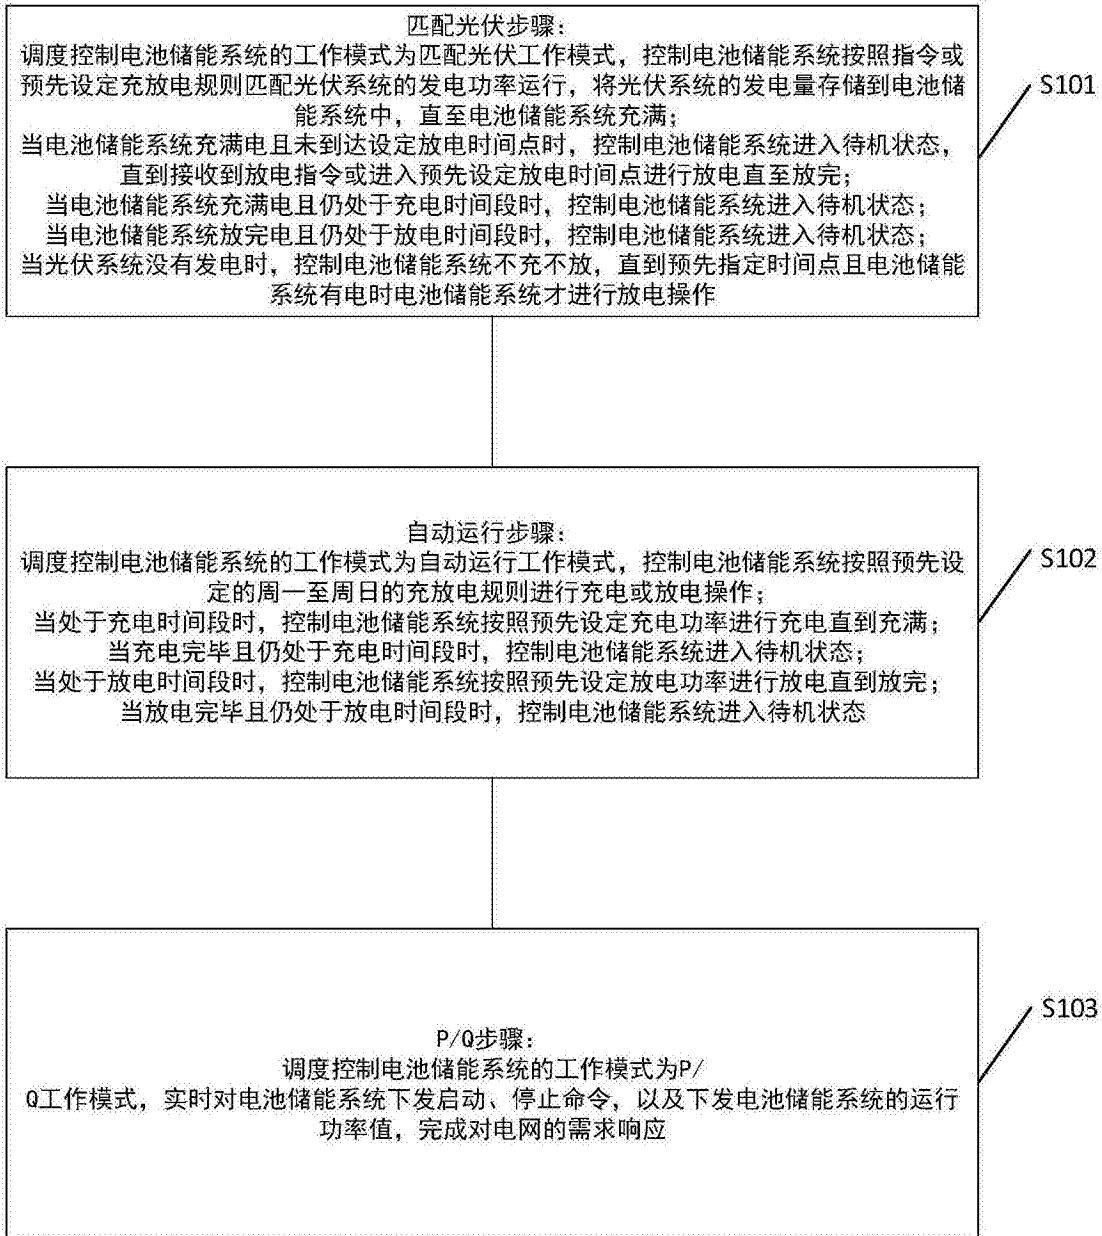 匹配光伏步骤：
调度控制电池储能系统的工作模式为匹配光伏工作模式，控制电池储能系统按照指令或
预先设定充放电规则匹配光伏系统的发电功率运行，将光伏系统的发电量存储到电池储
能系统中，直至电池储能系统充满；
当电池储能系统充满电且未到达设定放电时间点时，控制电池储能系统进入待机状态，
直到接收到放电指令或进入预先设定放电时间点进行放电直至放完；
当电池储能系统充满电且仍处于充电时间段时，控制电池储能系统进入待机状态；
当电池储能系统放完电且仍处于放电时间段时，控制电池储能系统进入待机状态；
当光伏系统没有发电时，控制电池储能系统不充不放，直到预先指定时间点且电池储能
系统有电时电池储能系统才进行放电操作
S101
自动运行步骤：
调度控制电池储能系统的工作模式为自动运行工作模式，控制电池储能系统按照预先设
定的周一至周日的充放电规则进行充电或放电操作；
当处于充电时间段时，控制电池储能系统按照预先设定充电功率进行充电直到充满；
当充电完毕且仍处于充电时间段时，控制电池储能系统进入待机状态；
当处于放电时间段时，控制电池储能系统按照预先设定放电功率进行放电直到放完；
当放电完毕且仍处于放电时间段时，控制电池储能系统进入待机状态
S102
P/Q步骤：
调度控制电池储能系统的工作模式为P/
Q工作模式，实时对电池储能系统下发启动、停止命令，以及下发电池储能系统的运行
功率值，完成对电网的需求响应
S103